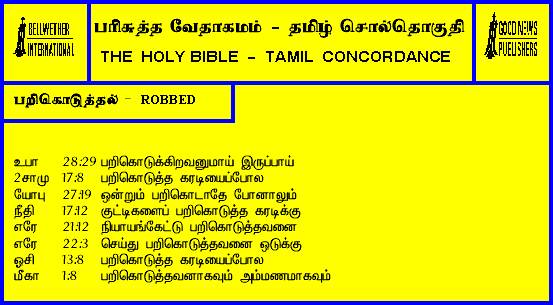 BELLWETHER
INTERNATIONAL
பரிசுத்த வேதாகமம் - தமிழ் சொல்தொகுதி
THE HOLY BIBLE - TAMIL CONCORDANCE
GOOD NEWS
PUBLISHERS
பறிகொடுத்தல் - ROBBED
உபா 28:29 பறிகொடுக்கிறவனுமாய் இருப்பாய்
2சாமு 17:8 பறிகொடுத்த கரடியைப்போல
யோபு 27:19 ஒன்றும் பறிகொடாதே போனாலும்
நீதி 17:12 குட்டிகளைப் பறிகொடுத்த கரடிக்கு
எரே 21:12 நியாயங்கேட்டு பறிகொடுத்தவனை
எரே 22:3 செய்து பறிகொடுத்தவனை ஒடுக்கு
ஓசி 13:8 பறிகொடுத்த கரடியைப்போல
மீகா 1:8 பறிகொடுத்தவனாகவும் அம்மணமாகவும்